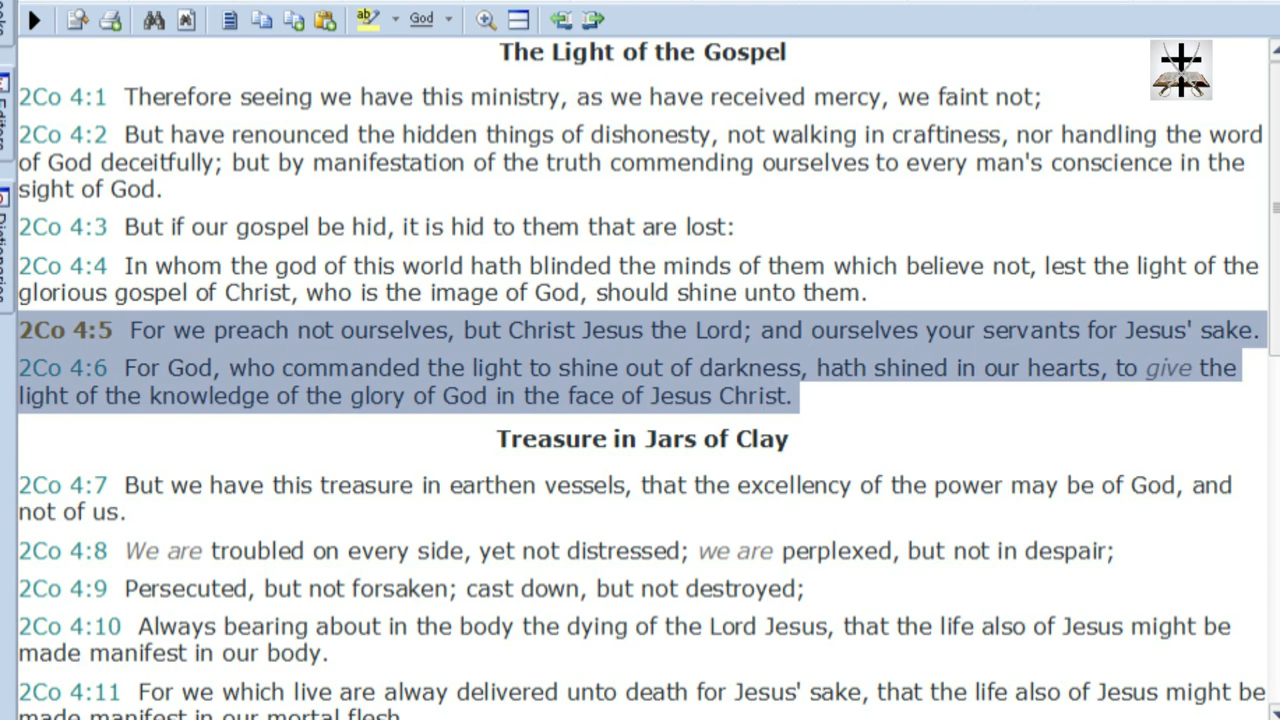 God
The Light of the Gospel
2Co 4:1 Therefore seeing we have this ministry, as we have received mercy, we faint not;
2Co 4:2 But have renounced the hidden things of dishonesty, not walking in craftiness, nor handling the word
of God deceitfully; but by manifestation of the truth commending ourselves to every man's conscience in the
sight of God.
2Co 4:3 But if our gospel be hid, it is hid to them that are lost:
2Co 4:4 In whom the god of this world hath blinded the minds of them which believe not, lest the light of the
glorious gospel of Christ, who is the image of God, should shine unto them.
2Co 4:5 For we preach not ourselves, but Christ Jesus the Lord; and ourselves your servants for Jesus' sake.
2Co 4:6 For God, who commanded the light to shine out of darkness, hath shined in our hearts, to give the
light of the knowledge of the glory of God in the face of Jesus Christ.
Treasure in Jars of Clay
2Co 4:7 But we have this treasure in earthen vessels, that the excellency of the power may be of God, and
not of us.
2Co 4:8 We are troubled on every side, yet not distressed; we are perplexed, but not in despair;
2Co 4:9 Persecuted, but not forsaken; cast down, but not destroyed;
2Co 4:10 Always bearing about in the body the dying of the Lord Jesus, that the life also of Jesus might be
made manifest in our body.
2Co 4:11 For we which live are alway delivered unto death for Jesus' sake, that the life also of Jesus might be
made manifest in our mortal flesh